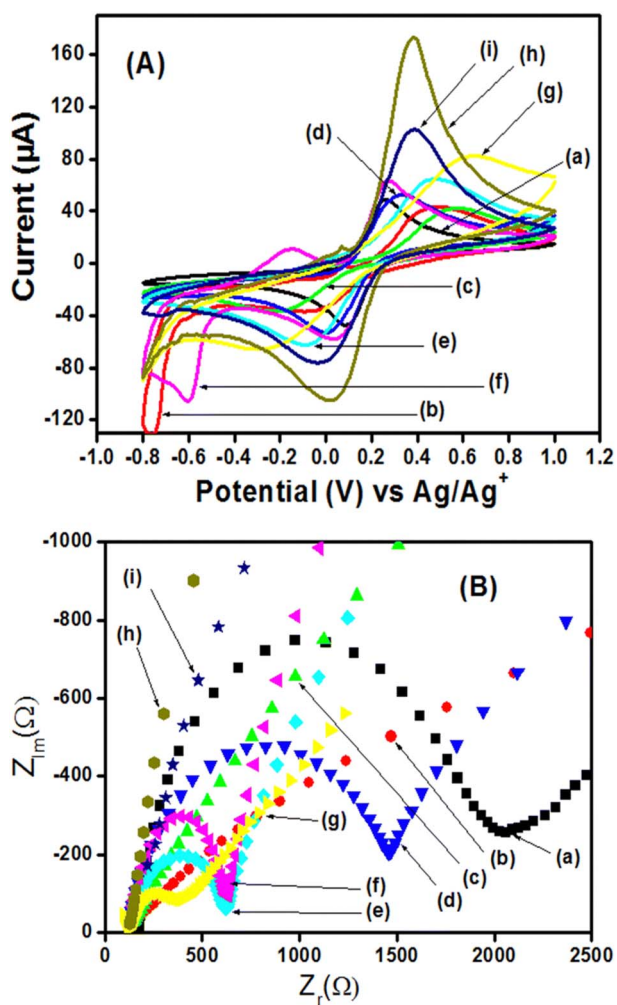 (A)
160
120
80
40
0
-40
-80
-120
Current (µA)
(i)
(h)
(g)
(d)
(a)
(c)
(e)
(f)
(b)
-1.0 -0.8 -0.6 -0.4 -0.2 0.0 0.2 0.4 0.6 0.8 1.0 1.2
Potential (V) vs Ag/Ag+
(B)
-1000
-800
-600
-400
-200
0
ZIm(Ω)
(i)
(h)
(g)
(f)
(e)
(d)
(c)
(b)
(a)
0 500 1000 1500 2000 2500
Zr(Ω)